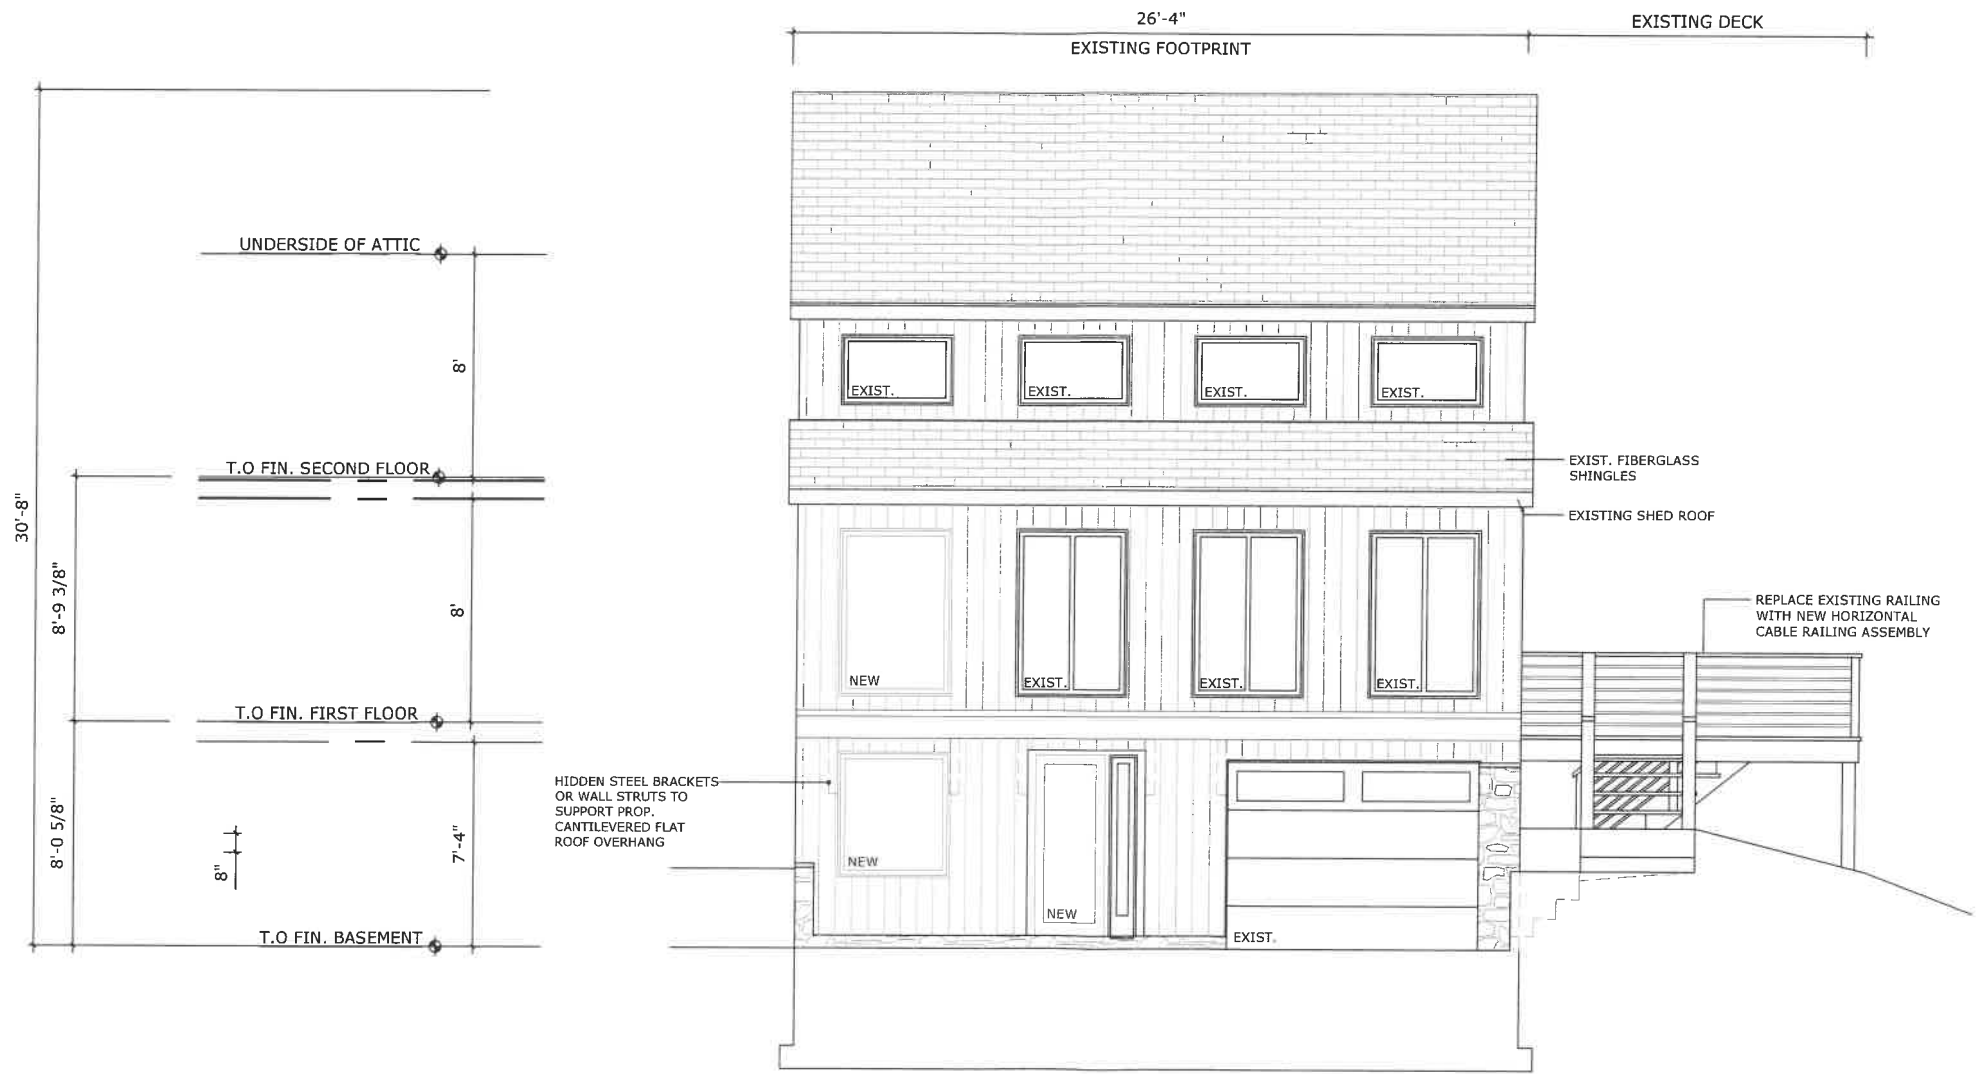 26'-4"
EXISTING FOOTPRINT
EXISTING DECK
UNDERSIDE OF ATTIC
8'
EXIST.
EXIST.
EXIST.
EXIST.
T.O FIN. SECOND FLOOR
EXIST. FIBERGLASS
SHINGLES
EXISTING SHED ROOF
30'-8"
8'-9 3/8"
8'
REPLACE EXISTING RAILING
WITH NEW HORIZONTAL
CABLE RAILING ASSEMBLY
NEW
EXIST.
EXIST.
EXIST.
T.O FIN. FIRST FLOOR
HIDDEN STEEL BRACKETS
OR WALL STRUTS TO
SUPPORT PROP.
CANTILEVERED FLAT
ROOF OVERHANG
8'-0 5/8"
8"
7'-4"
NEW
NEW
EXIST.
T.O FIN. BASEMENT